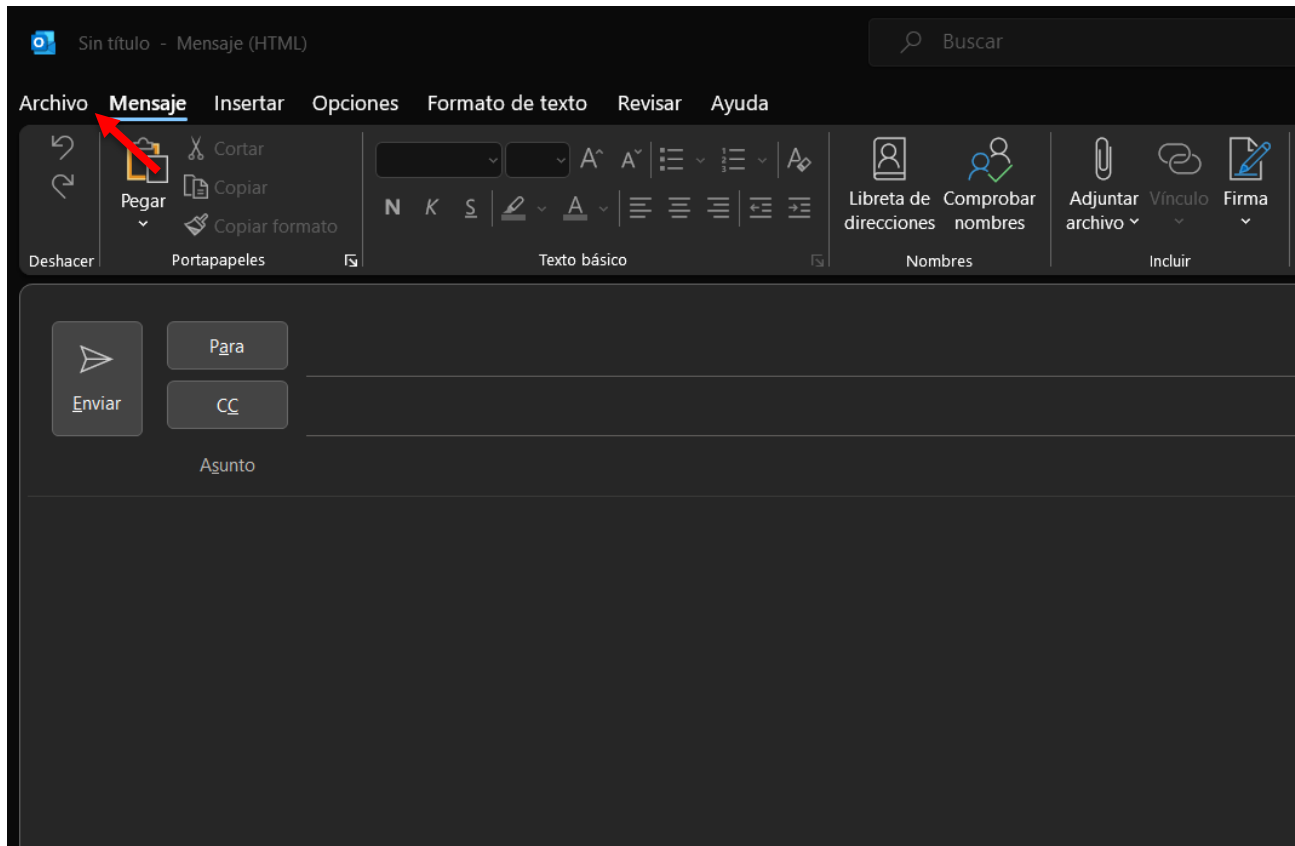 Sin título - Mensaje (HTML)
Buscar
Archivo Mensaje Insertar Opciones Formato de texto Revisar Ayuda
Pegar
Cortar
Copiar
Copiar formato
N K S A
Libreta de direcciones
Comprobar nombres
Adjuntar archivo
Vínculo
Firma
Deshacer Portapapeles Texto básico Nombres Incluir
Enviar
Para
CC
Asunto